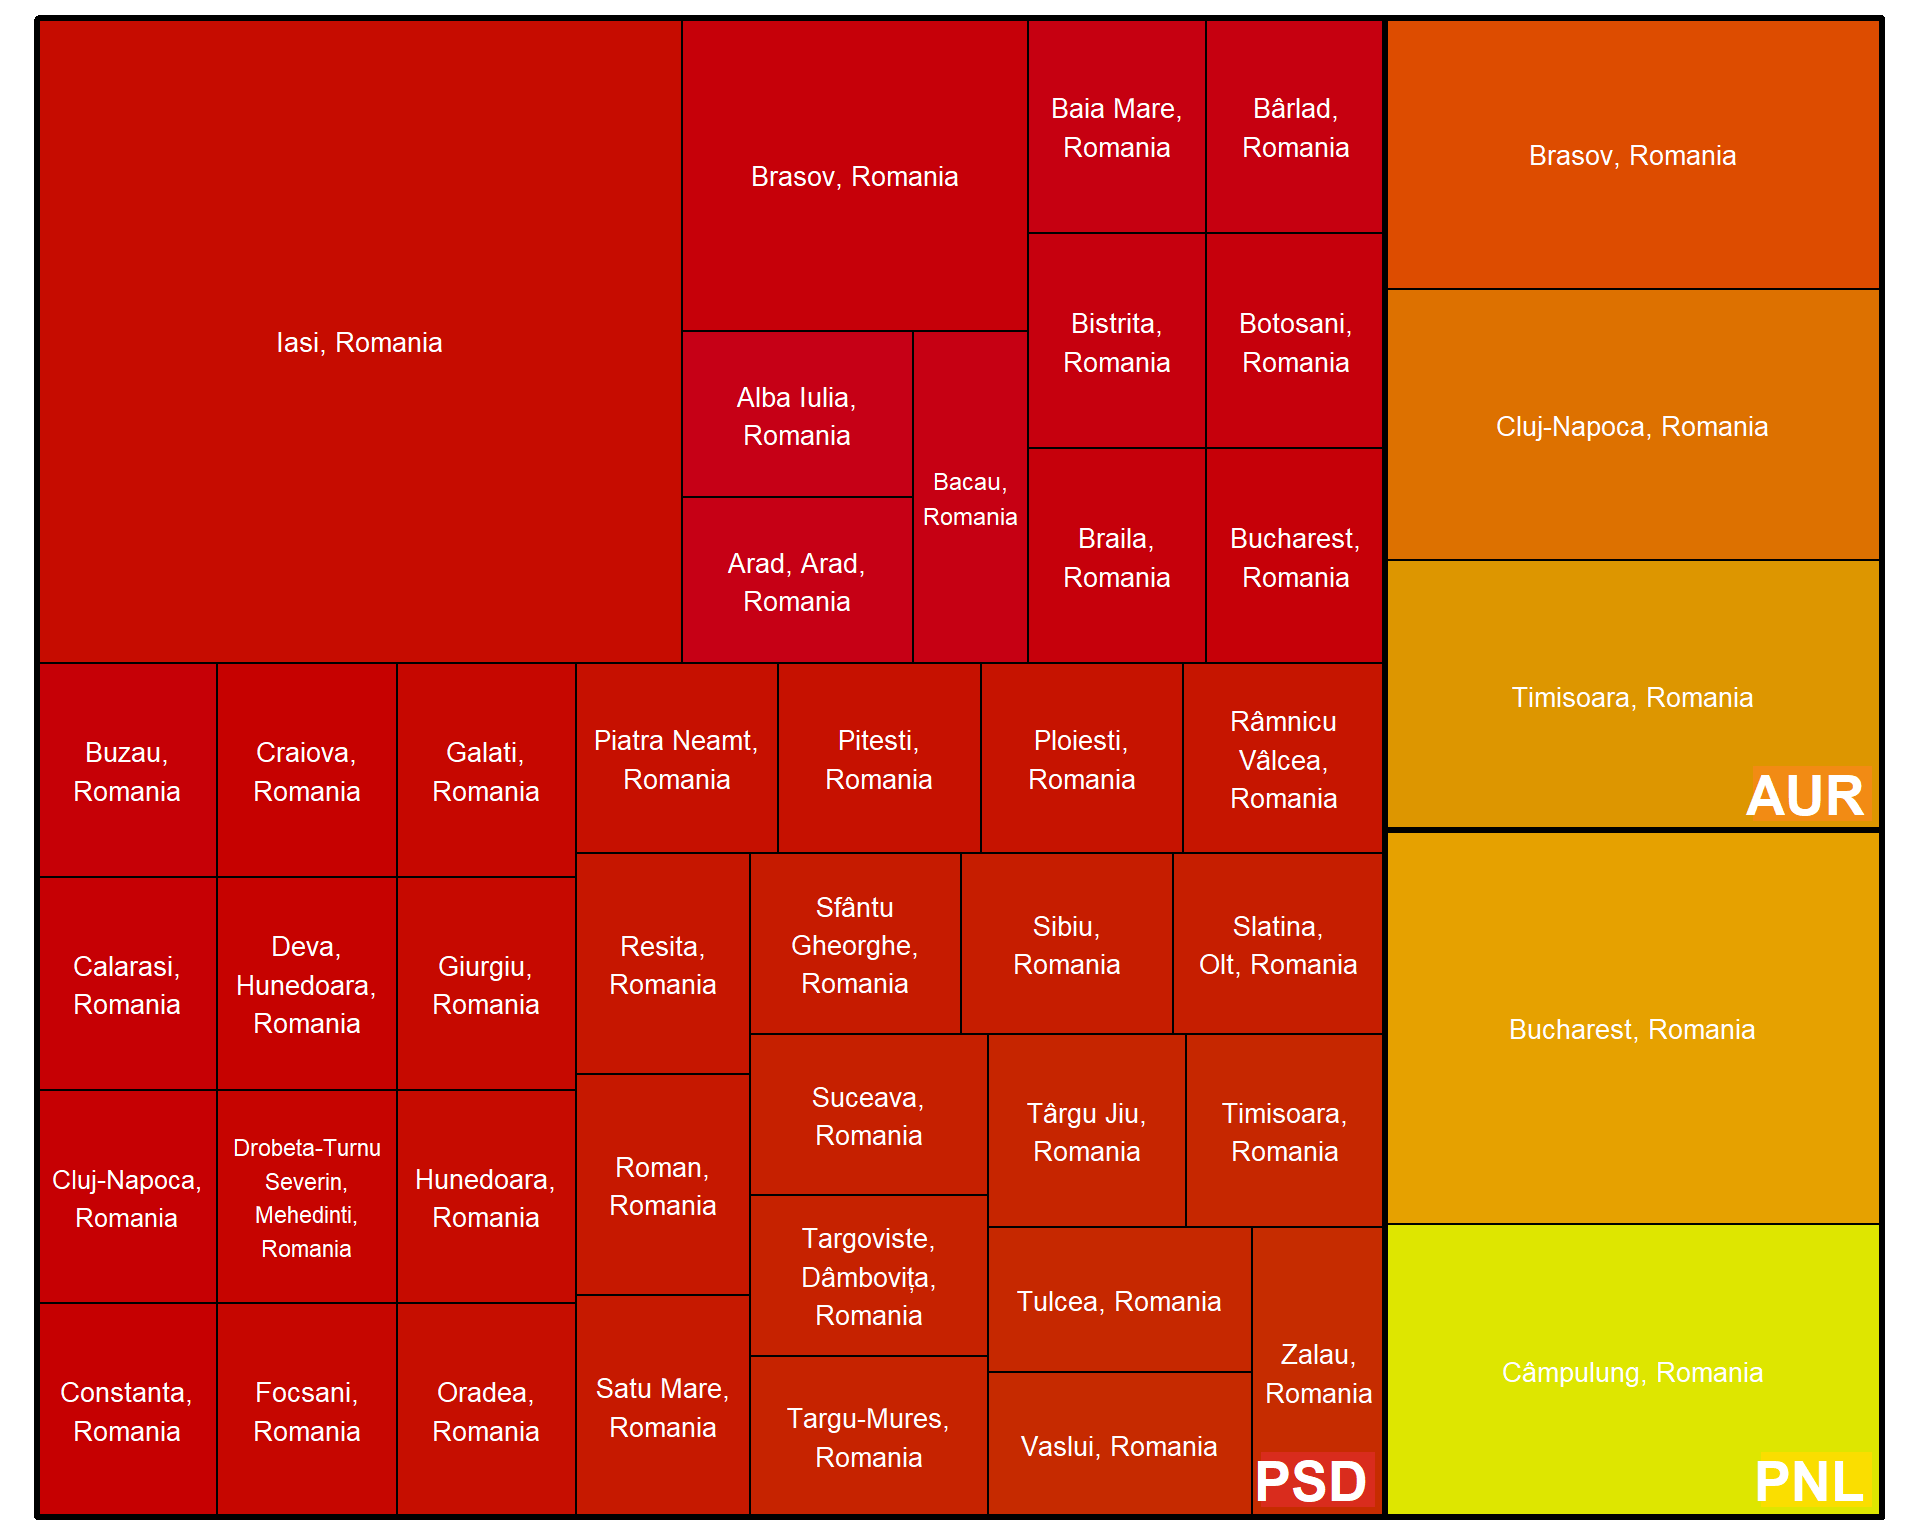 Iasi, Romania
Brasov, Romania
Alba Iulia,
Romania
Arad, Arad,
Romania
Bacau,
Romania
Baia Mare,
Romania
Bârlad,
Romania
Bistrita,
Romania
Botosani,
Romania
Braila,
Romania
Bucharest,
Romania
Buzau,
Romania
Craiova,
Romania
Galati,
Romania
Calarasi,
Romania
Deva,
Hunedoara,
Romania
Giurgiu,
Romania
Cluj-Napoca,
Romania
Drobeta-Turnu
Severin,
Mehedinti,
Romania
Hunedoara,
Romania
Constanta,
Romania
Focsani,
Romania
Oradea,
Romania
Piatra Neamt,
Romania
Pitesti,
Romania
Ploiesti,
Romania
Râmnicu
Vâlcea,
Romania
Resita,
Romania
Sfântu
Gheorghe,
Romania
Sibiu,
Romania
Slatina,
Olt, Romania
Roman,
Romania
Satu Mare,
Romania
Suceava,
Romania
Târgu Jiu,
Romania
Timisoara,
Romania
Targoviste,
Dâmbovița,
Romania
Targu-Mures,
Romania
Tulcea, Romania
Vaslui, Romania
Zalau,
Romania
PSD
Brasov, Romania
Cluj-Napoca, Romania
Timisoara, Romania
AUR
Bucharest, Romania
Câmpulung, Romania
PNL